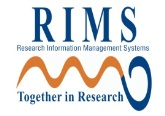 RIMS
Research Information Management Systems
Together in Research